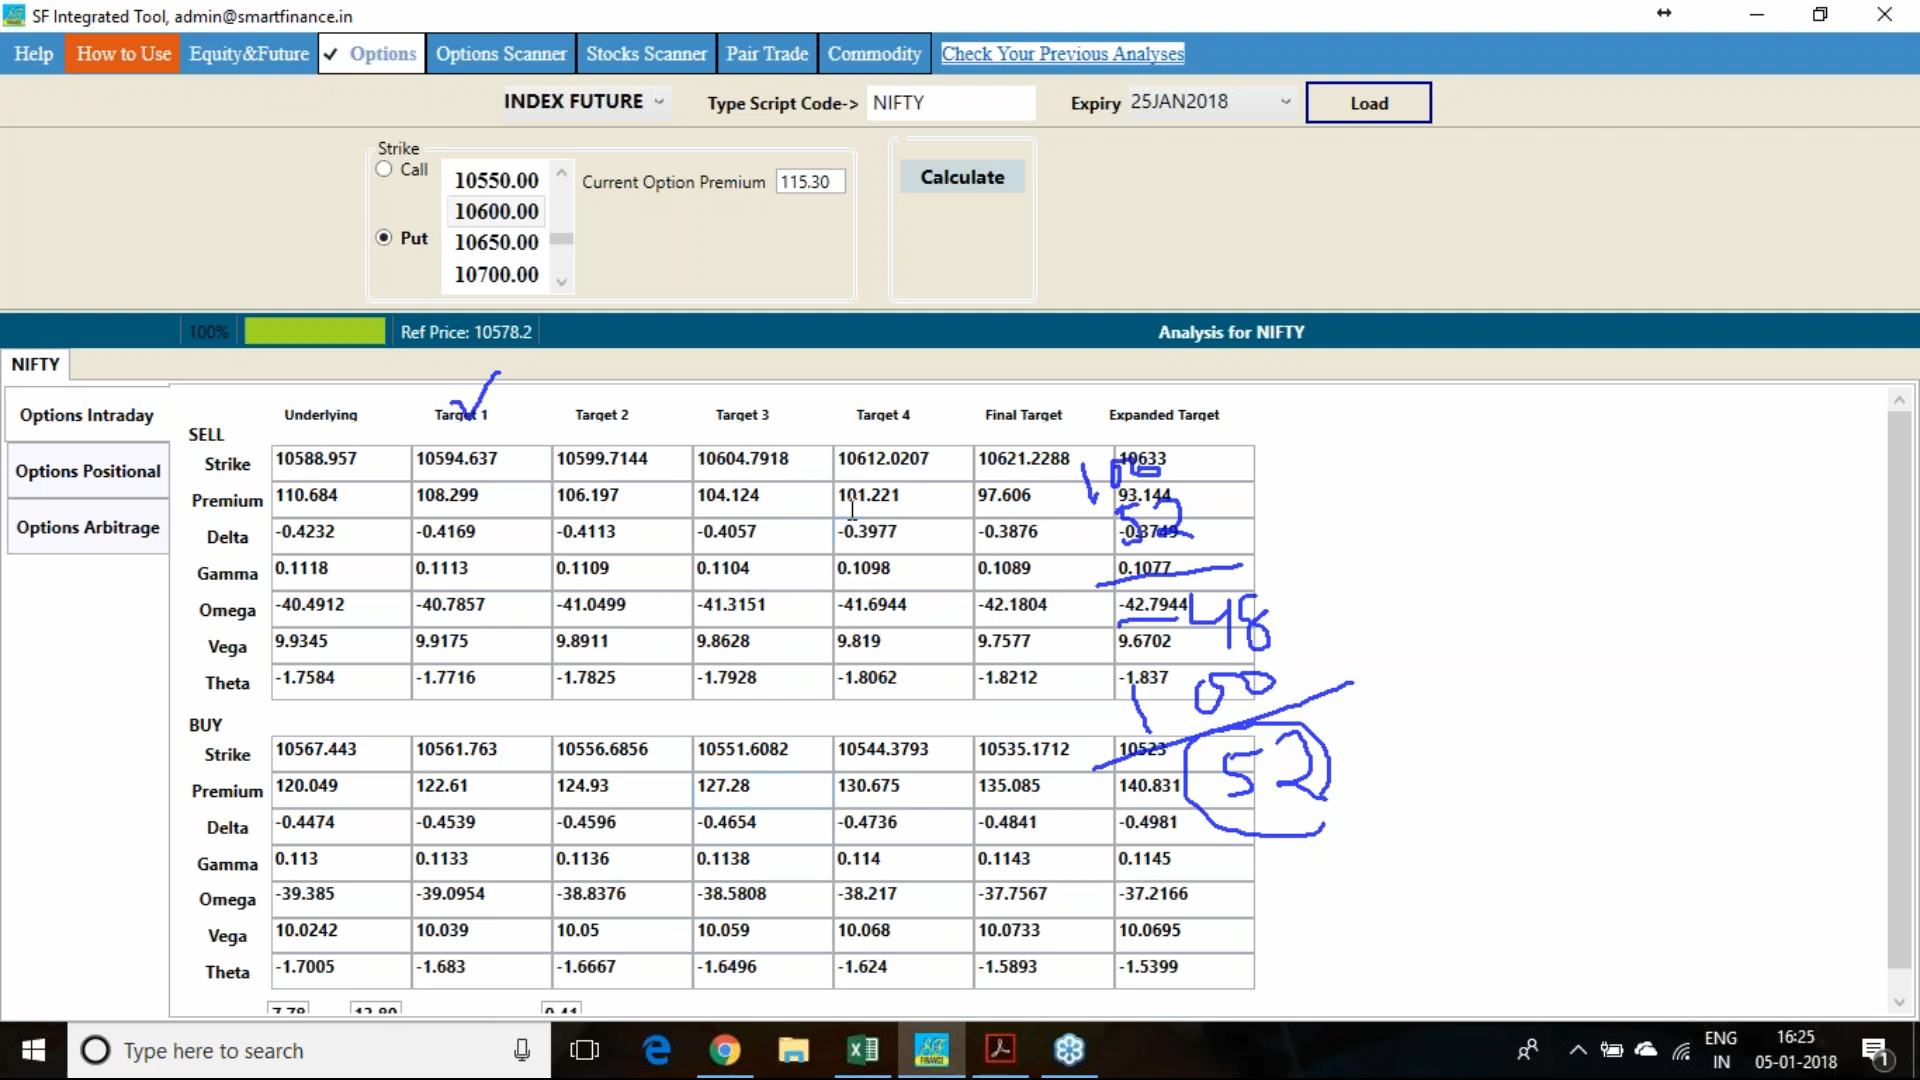 SF Integrated Tool, admin@smartfinance.in
Help How to Use Equity&Future ✓ Options Options Scanner Stocks Scanner Pair Trade Commodity Check Your Previous Analyses
INDEX FUTURE Type Script Code-> NIFTY Expiry 25JAN2018 Load
Strike
Call
Put
10550.00
10600.00
10650.00
10700.00
Current Option Premium 115.30
Calculate
100% Ref Price: 10578.2 Analysis for NIFTY
NIFTY
Options Intraday
Options Positional
Options Arbitrage
Underlying Target 1 Target 2 Target 3 Target 4 Final Target Expanded Target
SELL
Strike 10588.957 10594.637 10599.7144 10604.7918 10612.0207 10621.2288 10633
Premium 110.684 108.299 106.197 104.124 101.221 97.606 93.144
Delta -0.4232 -0.4169 -0.4113 -0.4057 -0.3977 -0.3876 -0.3749
Gamma 0.1118 0.1113 0.1109 0.1104 0.1098 0.1089 0.1077
Omega -40.4912 -40.7857 -41.0499 -41.3151 -41.6944 -42.1804 -42.7944
Vega 9.9345 9.9175 9.8911 9.8628 9.819 9.7577 9.6702
Theta -1.7584 -1.7716 -1.7825 -1.7928 -1.8062 -1.8212 -1.837
BUY
Strike 10567.443 10561.763 10556.6856 10551.6082 10544.3793 10535.1712 10523
Premium 120.049 122.61 124.93 127.28 130.675 135.085 140.831
Delta -0.4474 -0.4539 -0.4596 -0.4654 -0.4736 -0.4841 -0.4981
Gamma 0.113 0.1133 0.1136 0.1138 0.114 0.1143 0.1145
Omega -39.385 -39.0954 -38.8376 -38.5808 -38.217 -37.7567 -37.2166
Vega 10.0242 10.039 10.05 10.059 10.068 10.0733 10.0695
Theta -1.7005 -1.683 -1.6667 -1.6496 -1.624 -1.5893 -1.5399
100
52
-48
100
52
Type here to search
ENG
IN
16:25
05-01-2018
1